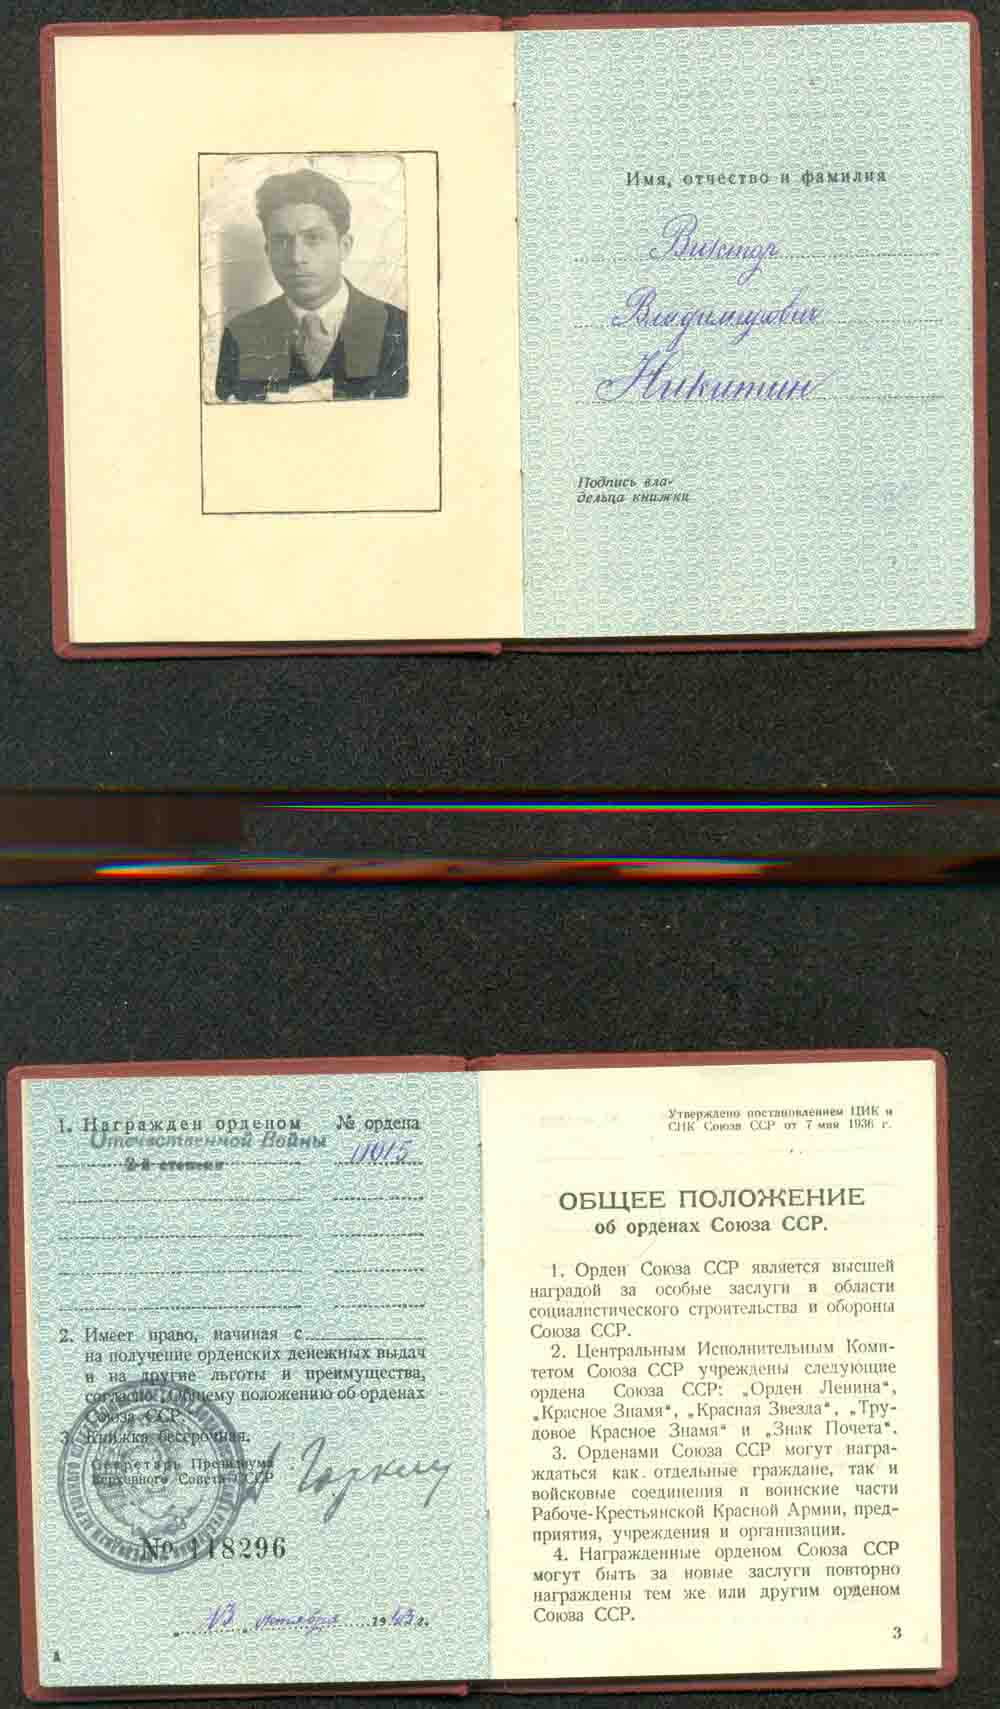 Имя, отчество и фамилия
Виктор
Владимирович
Никитин
Подпись вла-
дельца книжки
1. Награжден орденом
№ ордена
Отечественной Войны
2-й степени
11015
2. Имеет право, начиная с
на получение орденских денежных выдач
и на другие льготы и преимущества,
согласно „Общему положению об орденах
Союза ССР.
3. Книжка бессрочная.
Секретарь Президиума
Верховного Совета СССР
Горкин
№ 118296
„13 октября 1943 г.
А
Утверждено постановлением ЦИК и
СНК Союза ССР от 7 мая 1936 г.
ОБЩЕЕ ПОЛОЖЕНИЕ
об орденах Союза ССР.
1. Орден Союза ССР является высшей
наградой за особые заслуги в области
социалистического строительства и обороны
Союза ССР.
2. Центральным Исполнительным Коми-
тетом Союза ССР учреждены следующие
ордена Союза ССР: „Орден Ленина“,
„Красное Знамя“, „Красная Звезда“, „Тру-
довое Красное Знамя“ и „Знак Почета“.
3. Орденами Союза ССР могут награ-
ждаться как отдельные граждане, так и
войсковые соединения и воинские части
Рабоче-Крестьянской Красной Армии, пред-
приятия, учреждения и организации.
4. Награжденные орденом Союза ССР
могут быть за новые заслуги повторно
награждены тем же или другим орденом
Союза ССР.
3